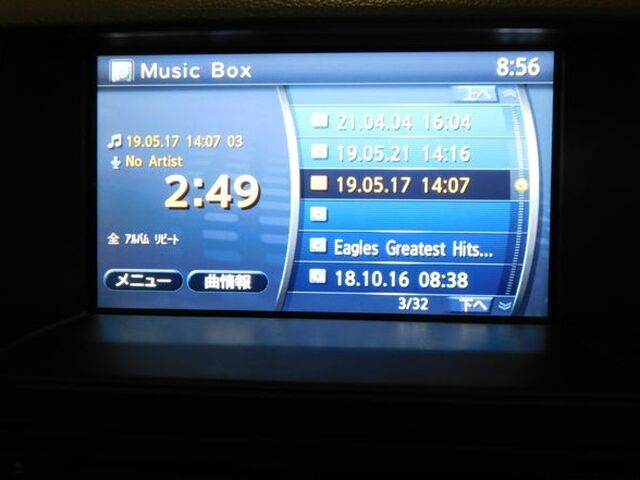 Music Box
8:56
上へ
19.05.17 14:07 03
No Artist
2:49
全 アルバム リピート
メニュー
曲情報
21.04.04 16:04
19.05.21 14:16
19.05.17 14:07
Eagles Greatest Hits...
18.10.16 08:38
3/32
下へ